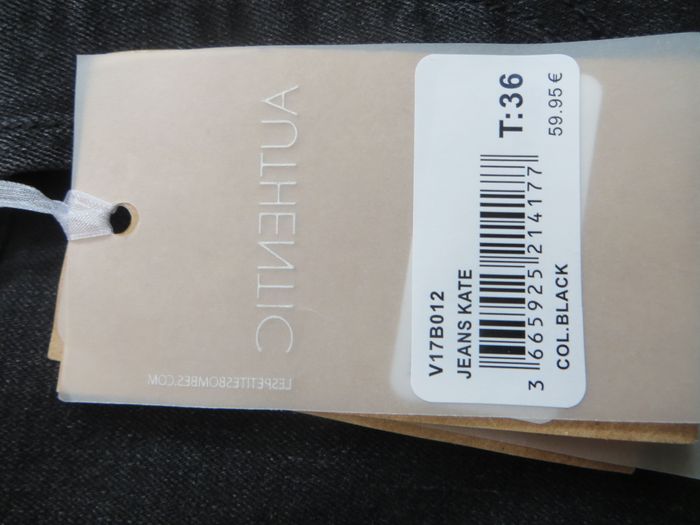 V17B012
JEANS KATE
T:36
3 665925 214177
COL.BLACK
59.95 €
AUTHENTIC
LESPETITESBOMBES.COM